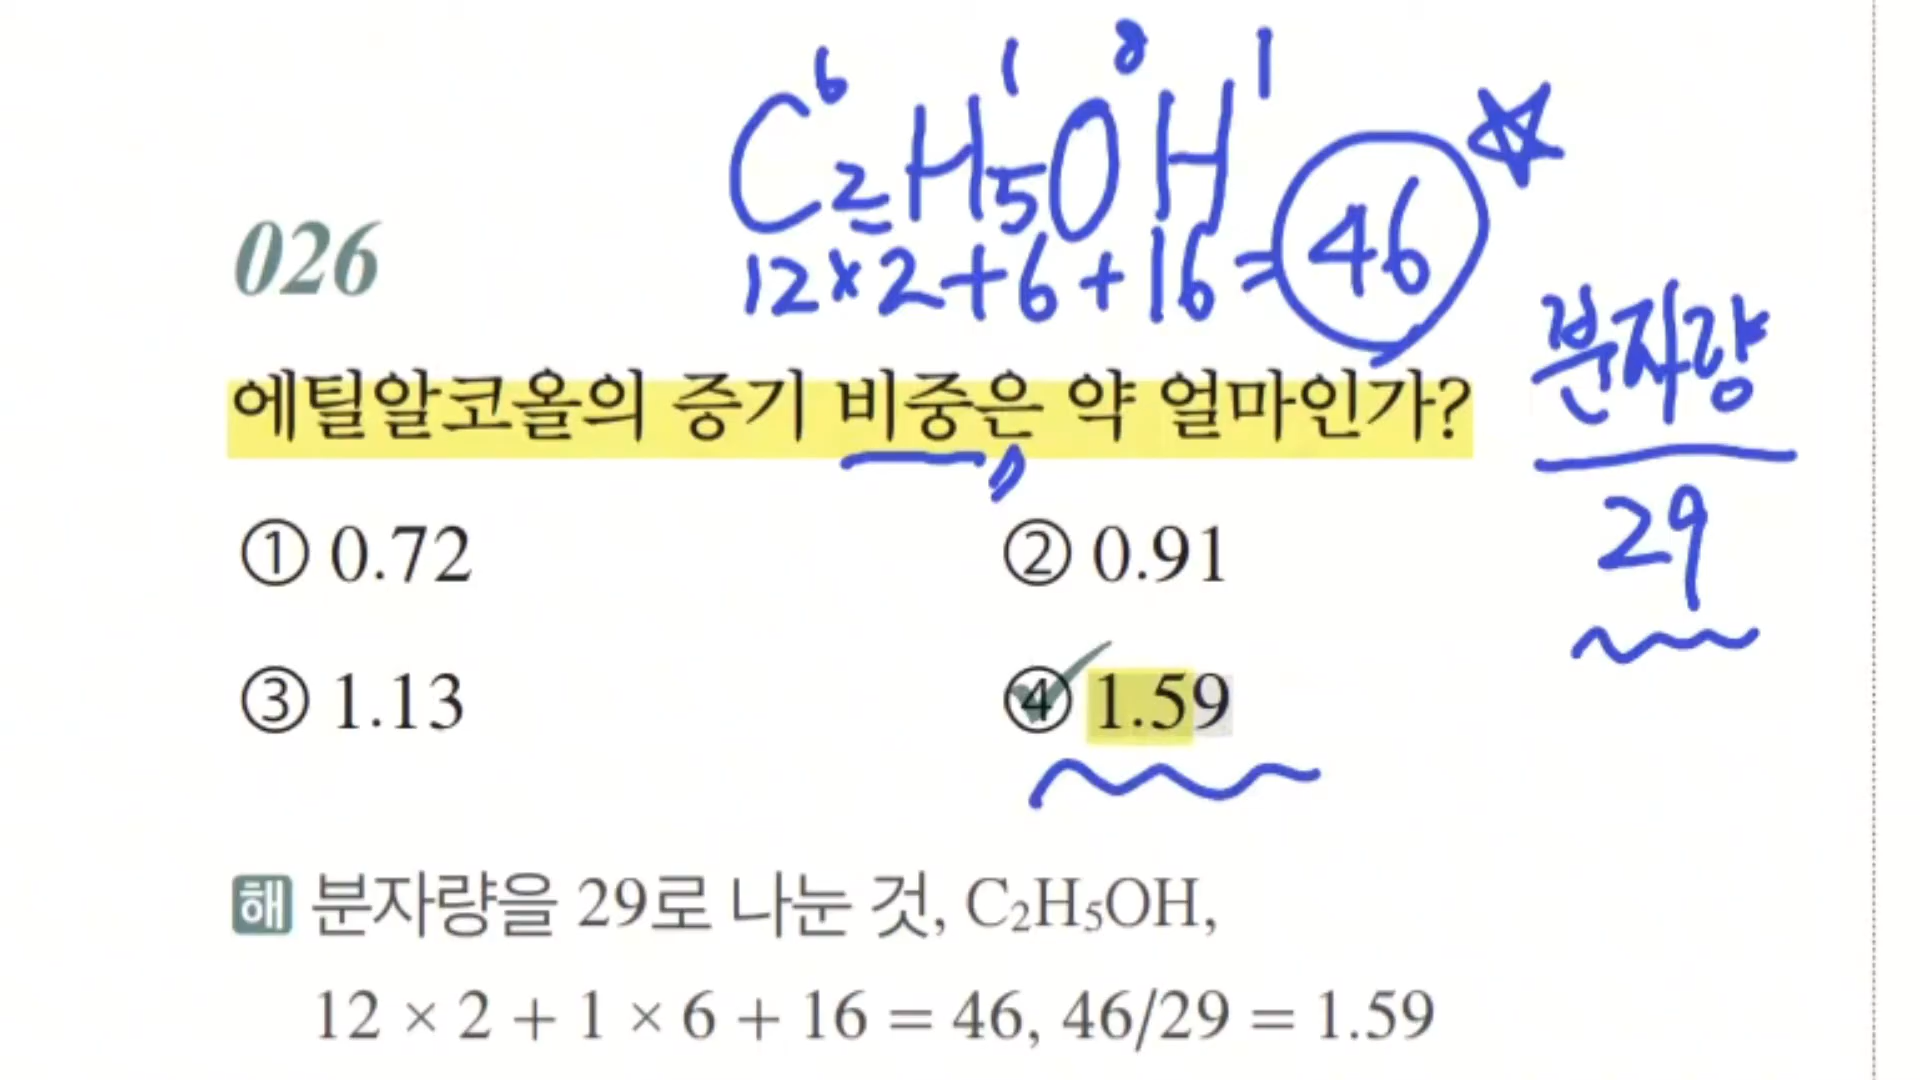 6 1 8 1
C2H5OH
12×2+6+16=46
026
분자량
29
에틸알코올의 증기 비중은 약 얼마인가?
① 0.72
② 0.91
③ 1.13
④ 1.59
해 분자량을 29로 나눈 것, C₂H₅OH,
12 × 2 + 1 × 6 + 16 = 46, 46/29 = 1.59